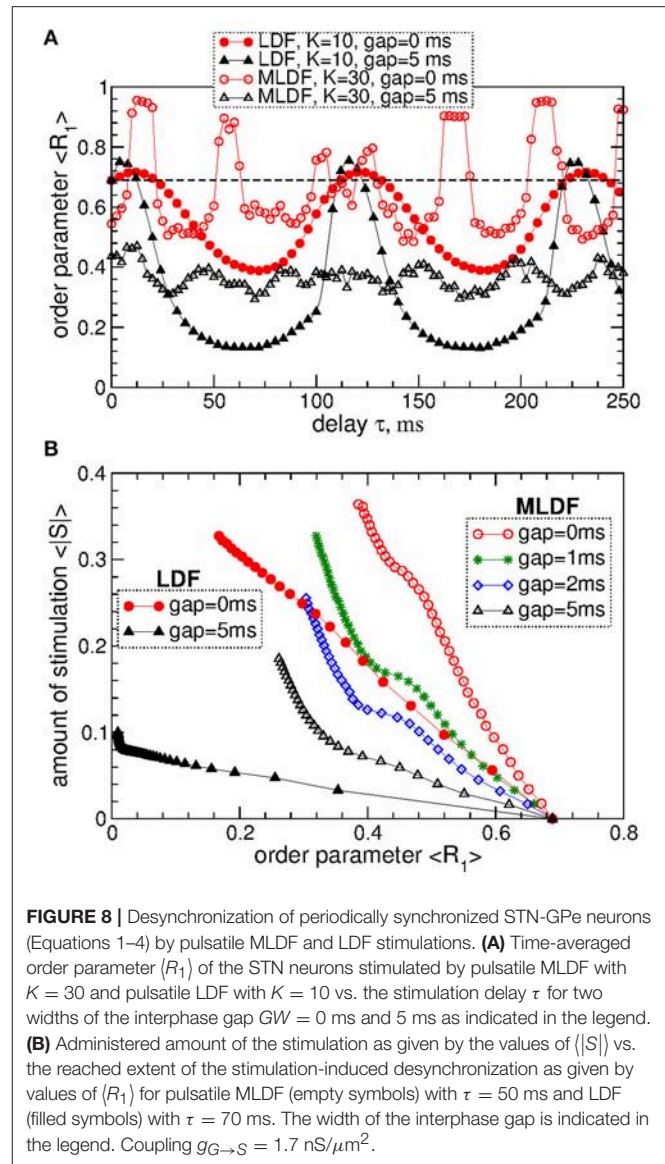 A
LDF, K=10, gap=0 ms
LDF, K=10, gap=5 ms
MLDF, K=30, gap=0 ms
MLDF, K=30, gap=5 ms
order parameter <R₁>
1
0.8
0.6
0.4
0.2
0
0
50
100
150
200
250
delay τ, ms
B
amount of stimulation <|S|>
0.4
0.3
0.2
0.1
0
LDF
gap=0ms
gap=5ms
MLDF
gap=0ms
gap=1ms
gap=2ms
gap=5ms
0
0.2
0.4
0.6
0.8
order parameter <R₁>
FIGURE 8 | Desynchronization of periodically synchronized STN-GPe neurons
(Equations 1–4) by pulsatile MLDF and LDF stimulations. (A) Time-averaged
order parameter ⟨R₁⟩ of the STN neurons stimulated by pulsatile MLDF with
K = 30 and pulsatile LDF with K = 10 vs. the stimulation delay τ for two
widths of the interphase gap GW = 0 ms and 5 ms as indicated in the legend.
(B) Administered amount of the stimulation as given by the values of ⟨|S|⟩ vs.
the reached extent of the stimulation-induced desynchronization as given by
values of ⟨R₁⟩ for pulsatile MLDF (empty symbols) with τ = 50 ms and LDF
(filled symbols) with τ = 70 ms. The width of the interphase gap is indicated in
the legend. Coupling g_{G→S} = 1.7 nS/μm².